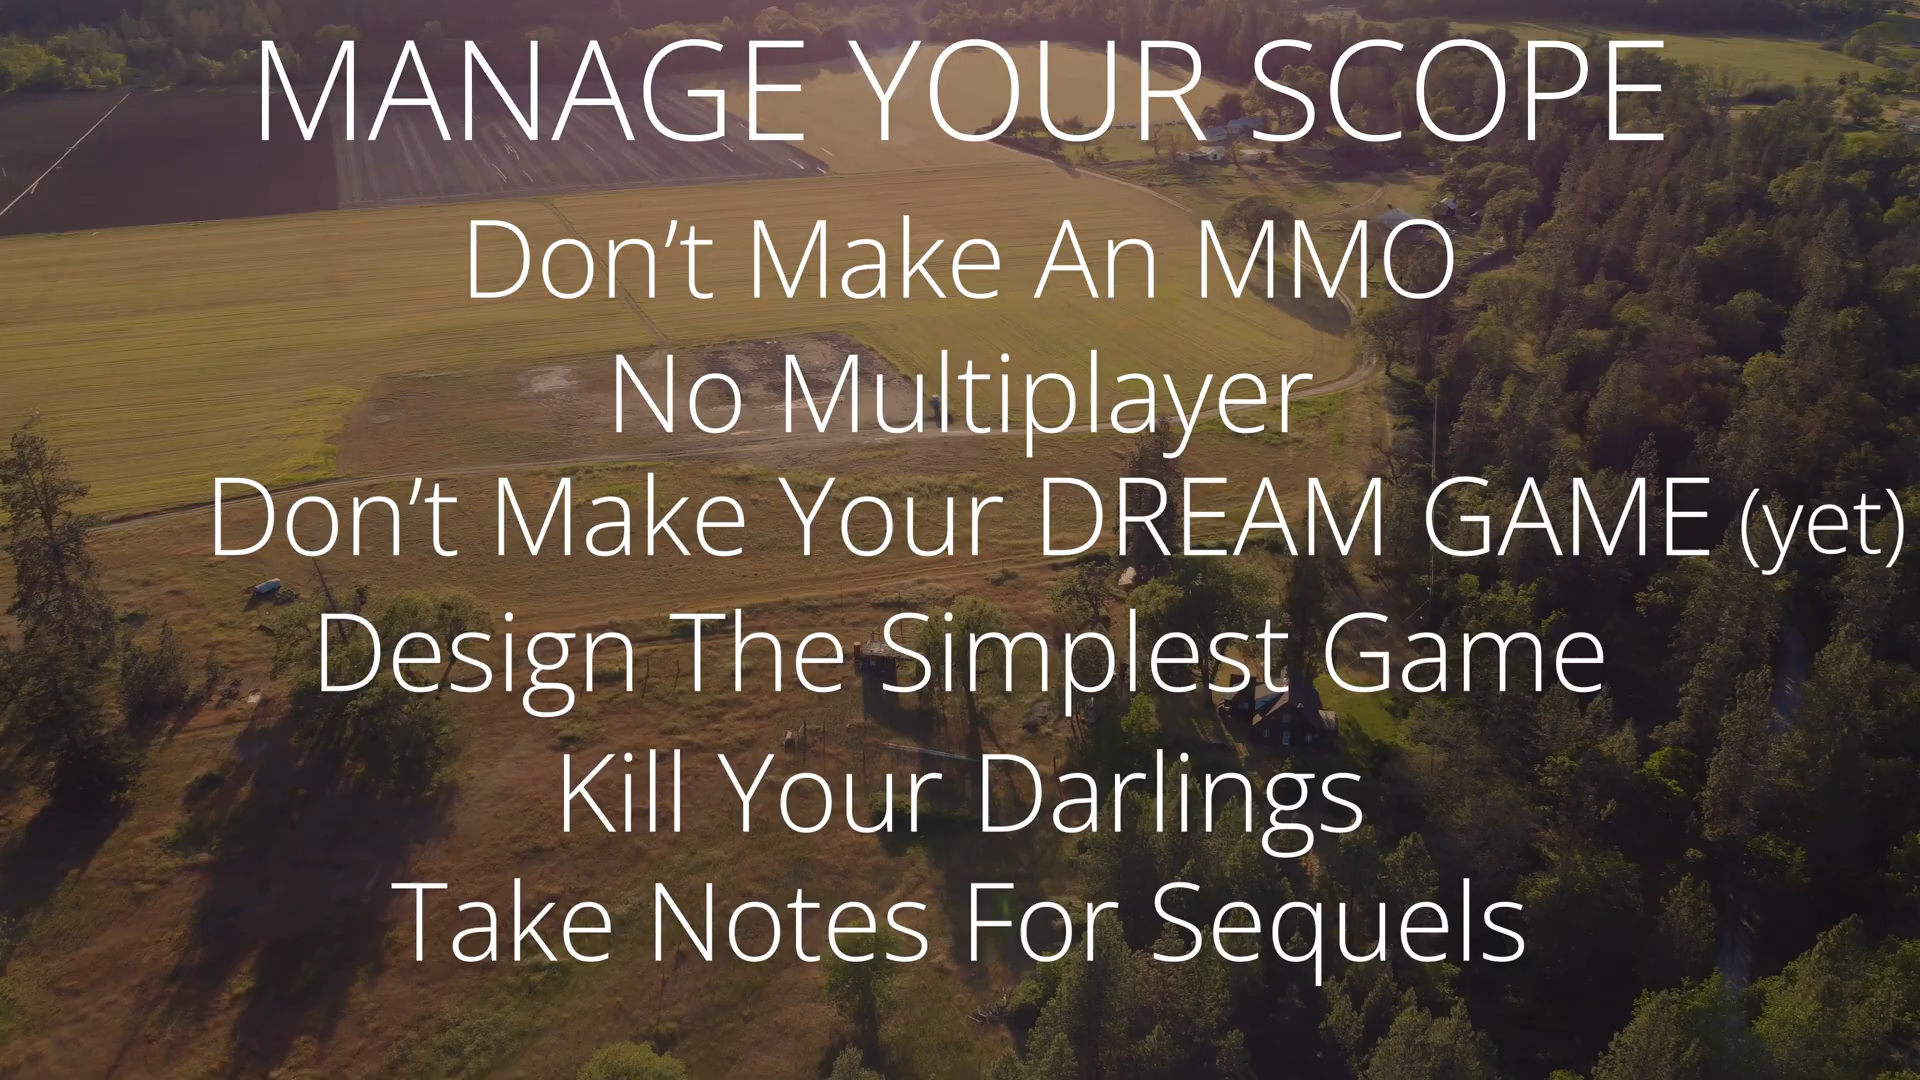 MANAGE YOUR SCOPE
Don’t Make An MMO
No Multiplayer
Don’t Make Your DREAM GAME (yet)
Design The Simplest Game
Kill Your Darlings
Take Notes For Sequels